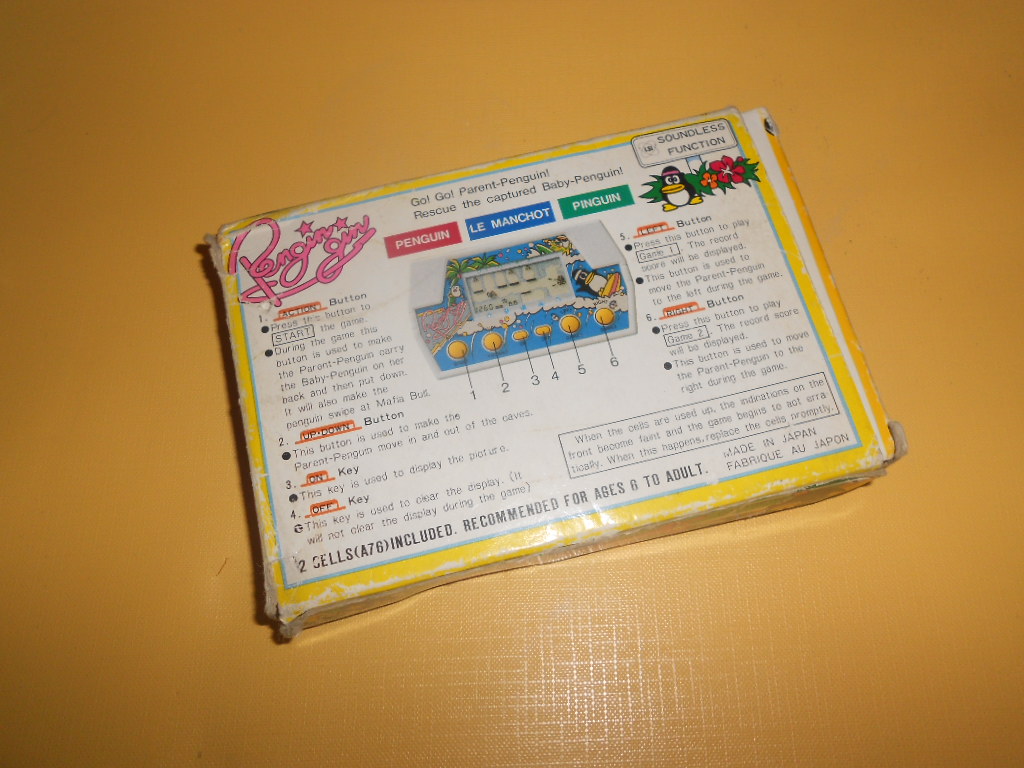 SOUNDLESS
FUNCTION
Go! Go! Parent-Penguin!
Rescue the captured Baby-Penguin!
PENGUIN LE MANCHOT PINGUIN
Pengin
gin
1. ACTION Button
● Press this button to
START the game.
● During the game this
button is used to make
the Parent-Penguin carry
the Baby-Penguin on her
back and then put down.
It will also make the
penguin swipe at Mafia Bull.
2. UP·DOWN Button
● This button is used to make the
Parent-Penguin move in and out of the caves.
3. ON Key
● This key is used to display the picture.
4. OFF Key
● This key is used to clear the display. (It
will not clear the display during the game)
1 2 3 4 5 6
5. LEFT Button
● Press this button to play
Game 1. The record
score will be displayed.
● This button is used to
move the Parent-Penguin
to the left during the game.
6. RIGHT Button
● Press this button to play
Game 2. The record score
will be displayed.
● This button is used to move
the Parent-Penguin to the
right during the game.
When the cells are used up, the indications on the
front become faint and the game begins to act erra-
tically. When this happens, replace the cells promptly.
2 CELLS(A76)INCLUDED. RECOMMENDED FOR AGES 6 TO ADULT.
MADE IN JAPAN
FABRIQUE AU JAPON